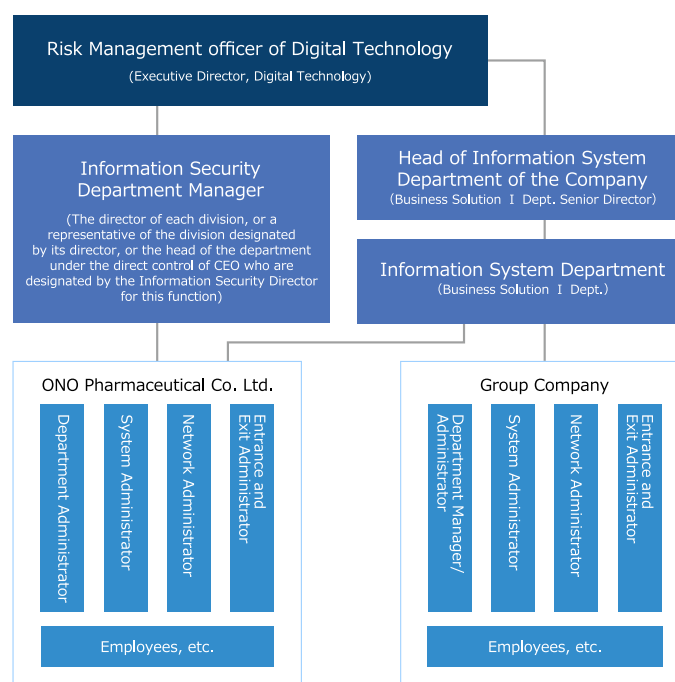 Risk Management officer of Digital Technology
(Executive Director, Digital Technology)
Information Security
Department Manager
(The director of each division, or a
representative of the division designated
by its director, or the head of the department
under the direct control of CEO who are
designated by the Information Security Director
for this function)
Head of Information System
Department of the Company
(Business Solution Ⅰ Dept. Senior Director)
Information System Department
(Business Solution Ⅰ Dept.)
ONO Pharmaceutical Co. Ltd.
Department Administrator
System Administrator
Network Administrator
Entrance and
Exit Administrator
Employees, etc.
Group Company
Department Manager/
Administrator
System Administrator
Network Administrator
Entrance and
Exit Administrator
Employees, etc.